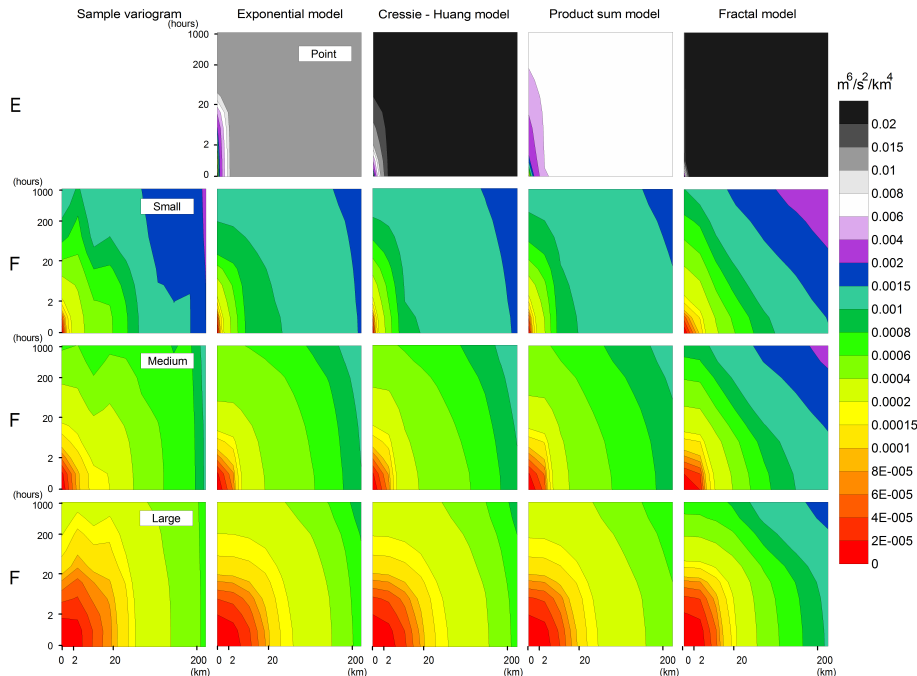 Sample variogram Exponential model Cressie - Huang model Product sum model Fractal model
(hours)
1000
Point
200
m⁶/s²/km⁴
E
20
2
0
0.02
0.015
0.01
0.008
0.006
0.004
0.002
0.0015
0.001
0.0008
0.0006
0.0004
0.0002
0.00015
0.0001
8E-005
6E-005
4E-005
2E-005
0
(hours)
1000
Small
200
F
20
2
0
(hours)
1000
Medium
200
20
F
2
0
(hours)
1000
Large
200
20
F
2
0
0 2 20 200 0 2 20 200 0 2 20 200 0 2 20 200 0 2 20 200
(km) (km) (km) (km) (km)